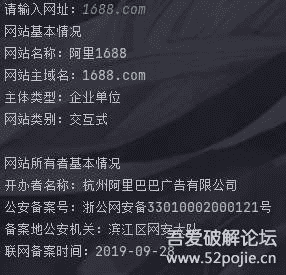 请输入网址：1688.com
网站基本情况
网站名称：阿里1688
网站主域名：1688.com
主体类型：企业单位
网站类别：交互式
网站所有者基本情况
开办者名称：杭州阿里巴巴广告有限公司
公安备案号：浙公网安备33010002000121号
备案地公安机关：滨江区网安大队
联网备案时间：2019-09-28
吾爱破解论坛
www.52pojie.cn